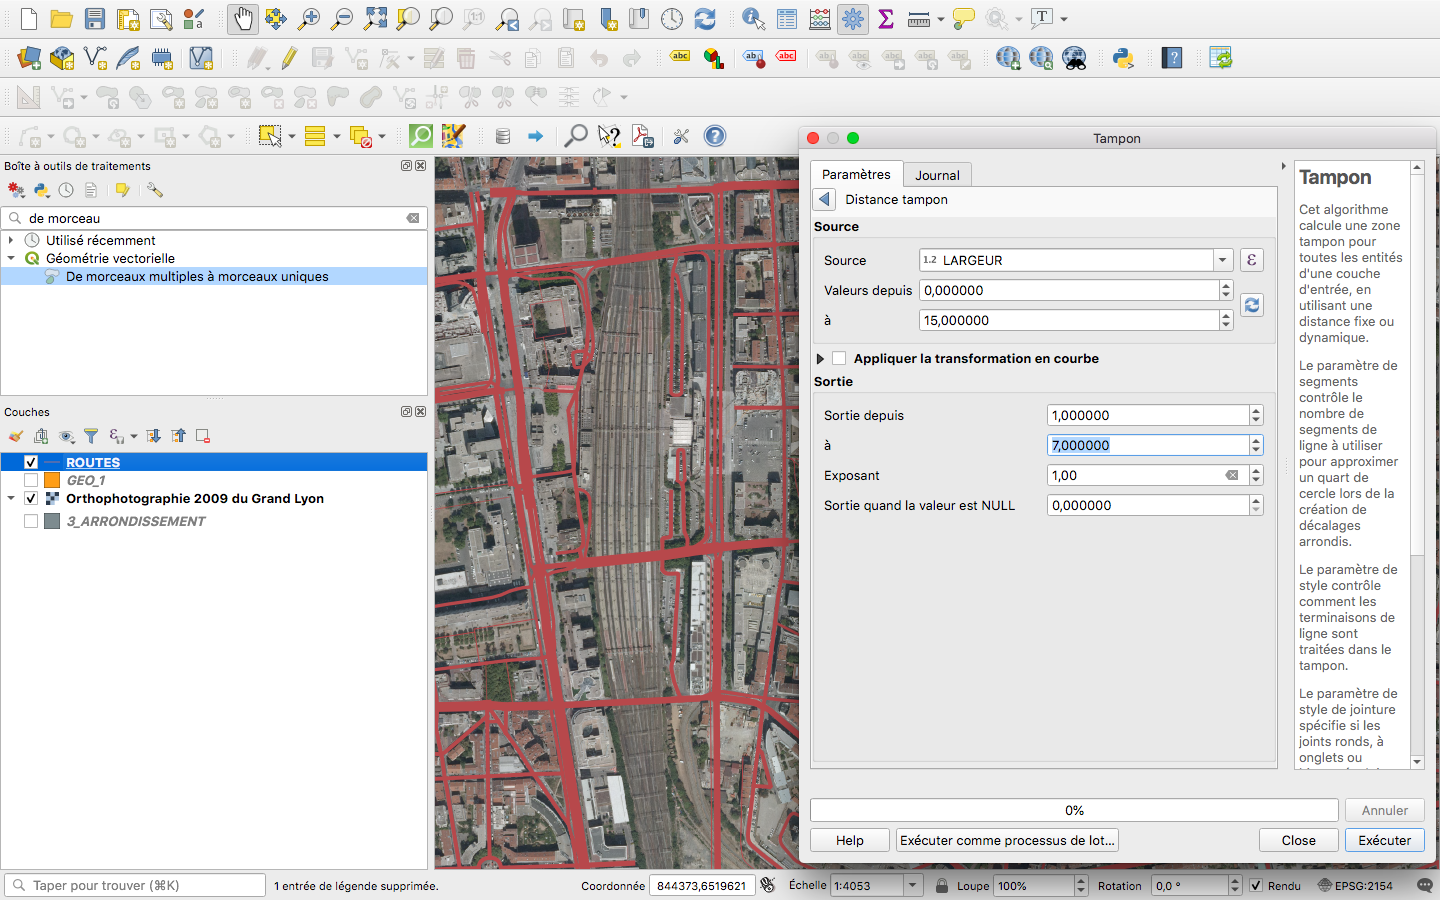 Boîte à outils de traitements
de morceau
Utilisé récemment
Géométrie vectorielle
De morceaux multiples à morceaux uniques
Couches
ROUTES
GEO_1
Orthophotographie 2009 du Grand Lyon
3_ARRONDISSEMENT
Tampon
Paramètres
Journal
Distance tampon
Source
Source
1.2 LARGEUR
ε
Valeurs depuis
0,000000
à
15,000000
Appliquer la transformation en courbe
Sortie
Sortie depuis
1,000000
à
7,000000
Exposant
1,00
Sortie quand la valeur est NULL
0,000000
Tampon
Cet algorithme
calcule une zone
tampon pour
toutes les entités
d'une couche
d'entrée, en
utilisant une
distance fixe ou
dynamique.
Le paramètre de
segments
contrôle le
nombre de
segments de
ligne à utiliser
pour approximer
un quart de
cercle lors de la
création de
décalages
arrondis.
Le paramètre de
style contrôle
comment les
terminaisons de
ligne sont
traitées dans le
tampon.
Le paramètre de
style de jointure
spécifie si les
joints ronds, à
onglets ou
0%
Annuler
Help
Exécuter comme processus de lot...
Close
Exécuter
Taper pour trouver (⌘K)
1 entrée de légende supprimée.
Coordonnée
844373,6519621
Échelle
1:4053
Loupe
100%
Rotation
0,0 °
Rendu
EPSG:2154